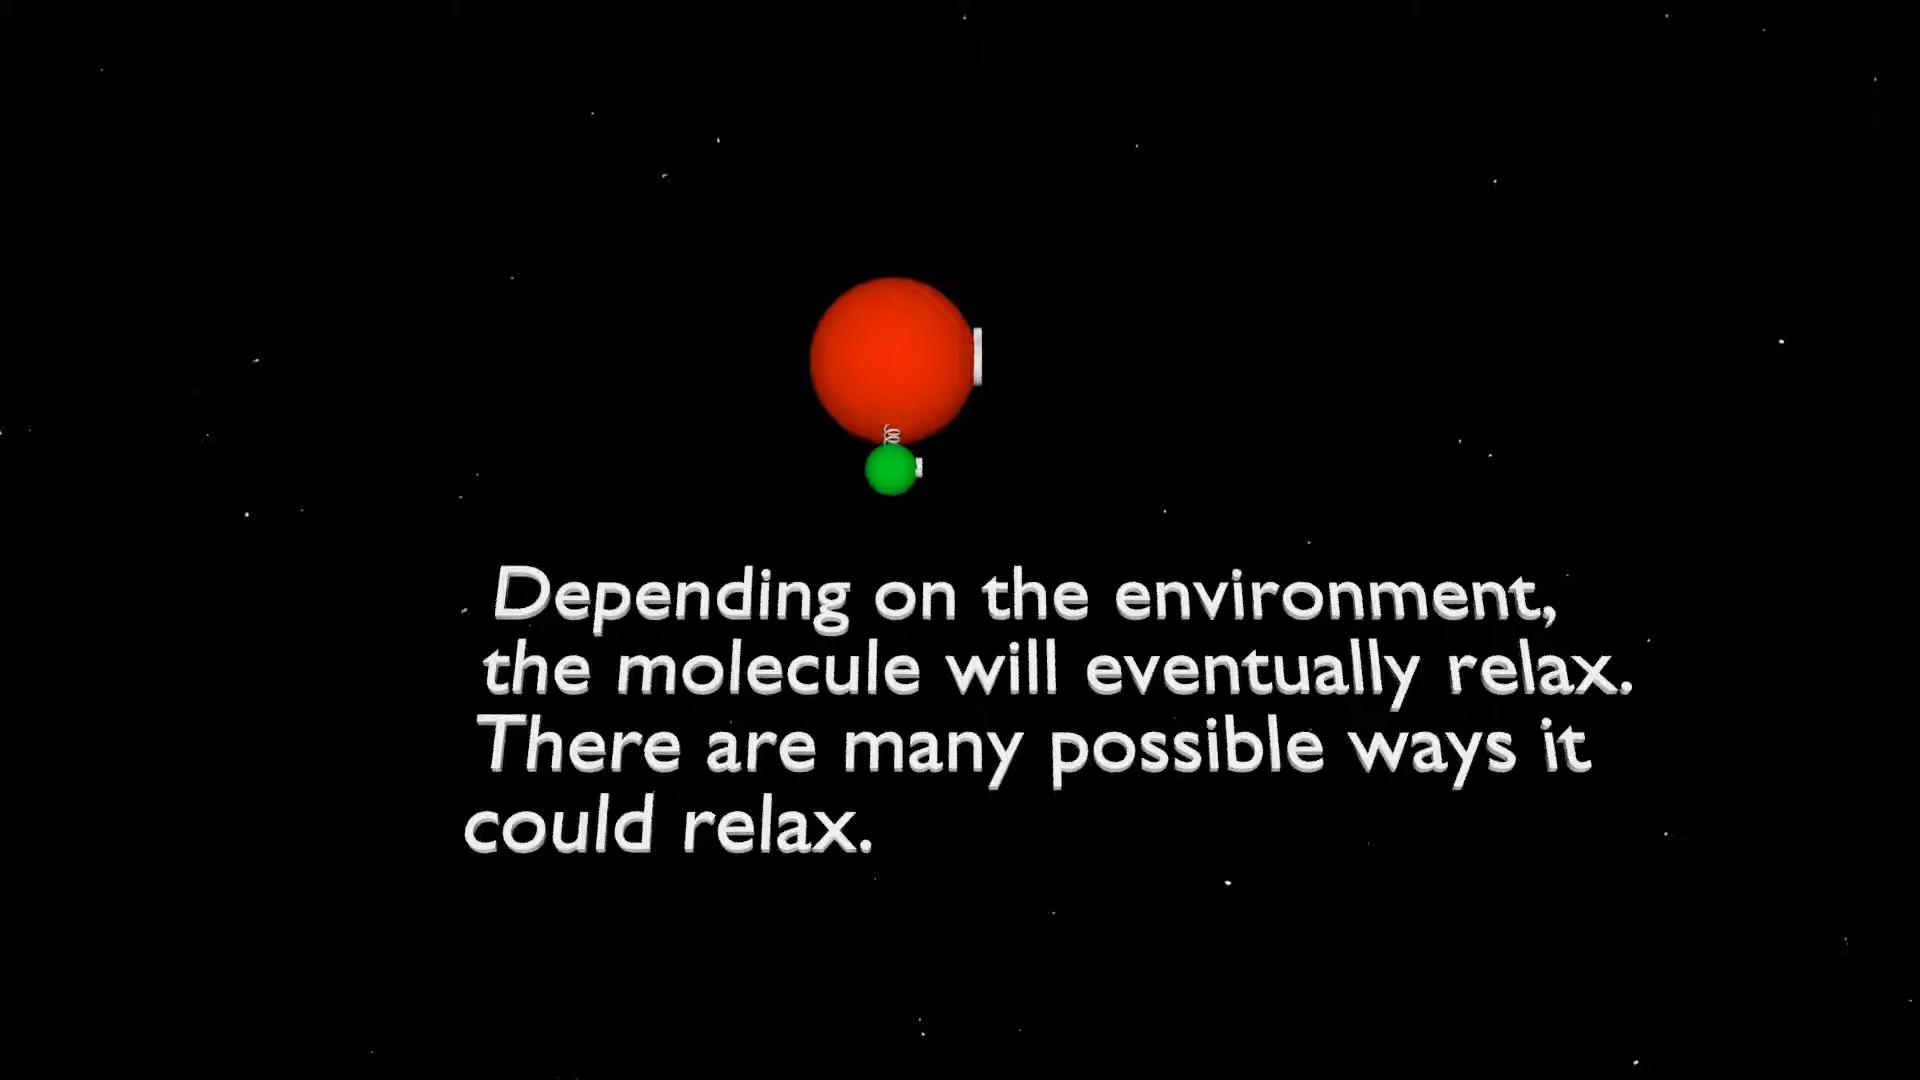 Depending on the environment,
the molecule will eventually relax.
There are many possible ways it
could relax.